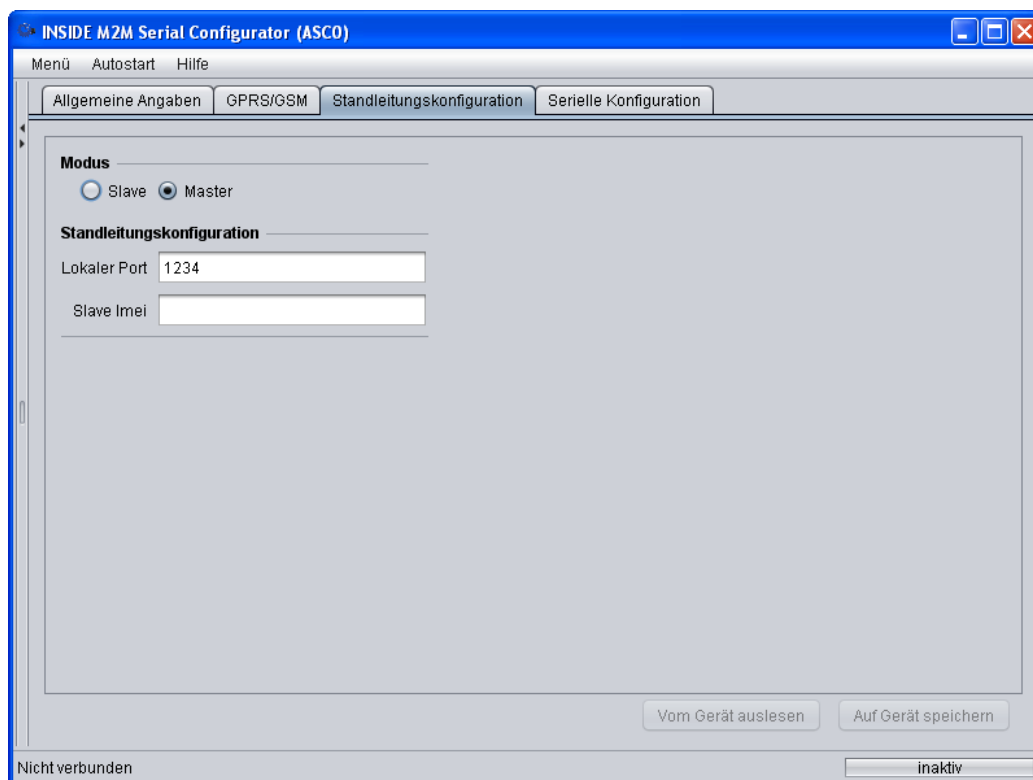 INSIDE M2M Serial Configurator (ASCO)
Menü Autostart Hilfe
Allgemeine Angaben GPRS/GSM Standleitungskonfiguration Serielle Konfiguration
Modus
Slave Master
Standleitungskonfiguration
Lokaler Port 1234
Slave Imei
Vom Gerät auslesen Auf Gerät speichern
Nicht verbunden inaktiv